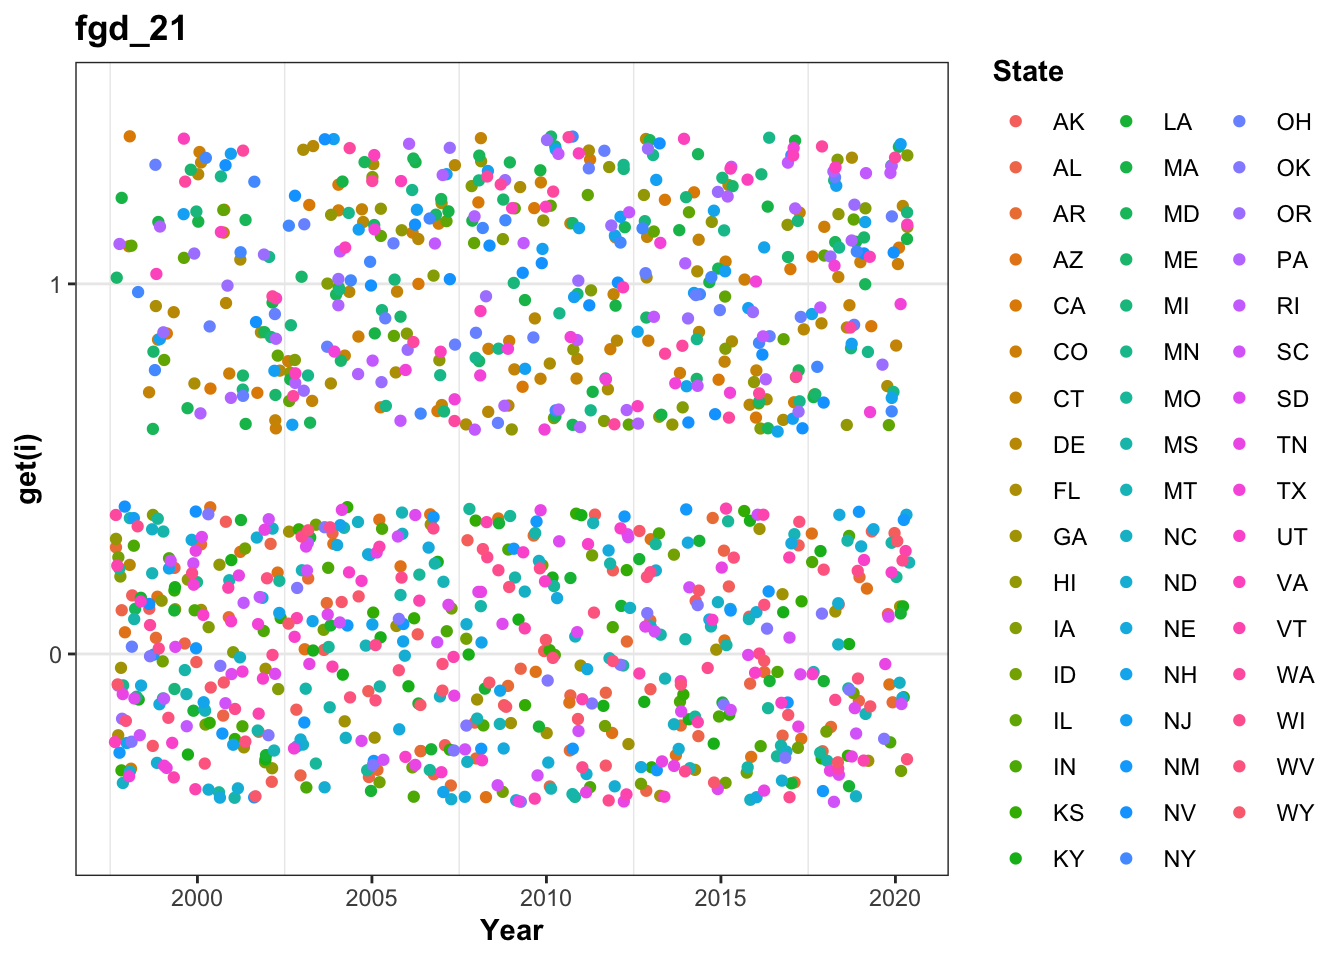 fgd_21
get(i)
1
0
2000 2005 2010 2015 2020
Year
State
AK LA OH
AL MA OK
AR MD OR
AZ ME PA
CA MI RI
CO MN SC
CT MO SD
DE MS TN
FL MT TX
GA NC UT
HI ND VA
IA NE VT
ID NH WA
IL NJ WI
IN NM WV
KS NV WY
KY NY